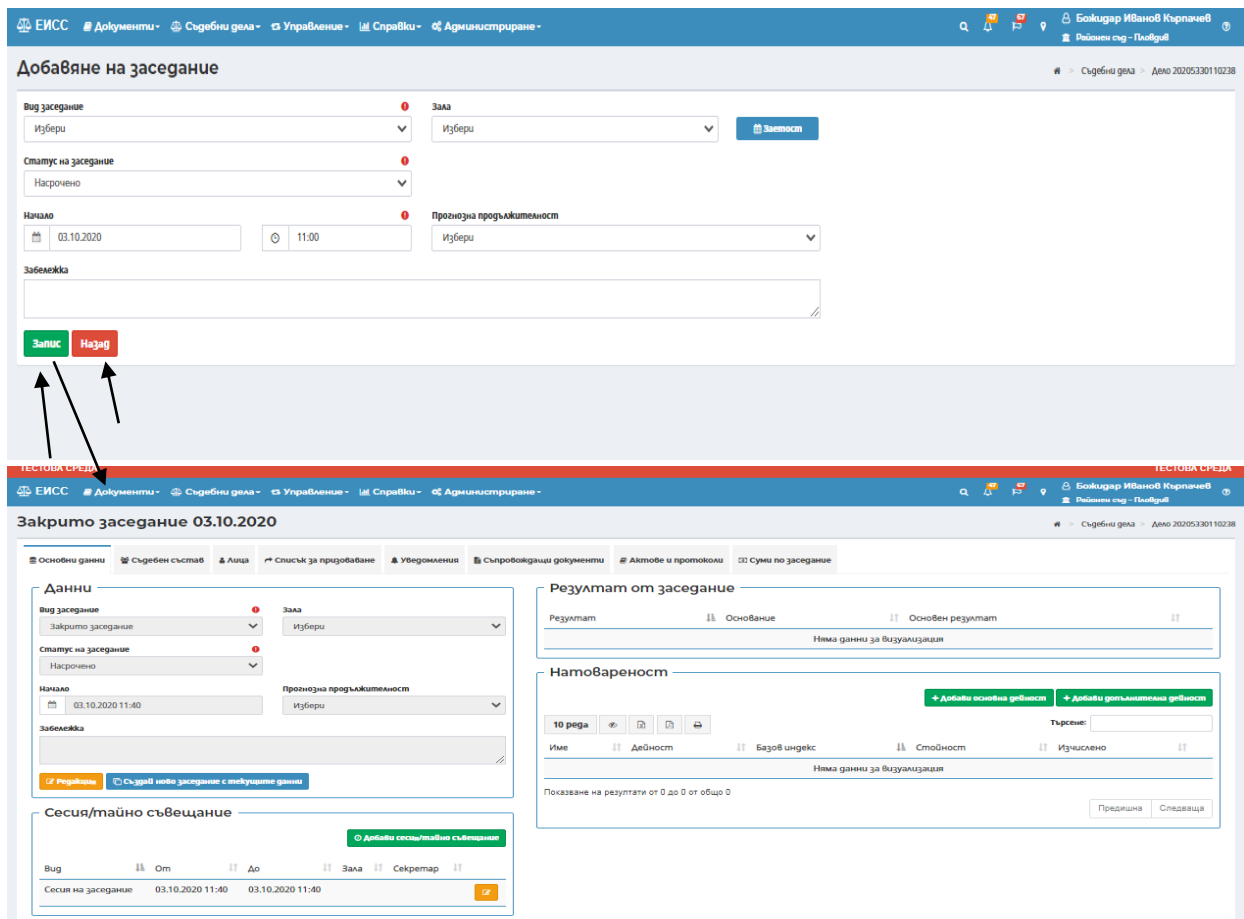 ЕИСС Документи Съдебни дела Управление Справки Администриране 47 67 Божидар Иванов Кърпачев
Районен съд – Пловдив
Добавяне на заседание
> Съдебни дела > Дело 20205330110238
Вид заседание Зала
Избери Избери Заетост
Статус на заседание
Насрочено
Начало Прогнозна продължителност
03.10.2020 11:00 Избери
Забележка
Запис Назад
ТЕСТОВА СРЕДА ТЕСТОВА СРЕДА
ЕИСС Документи Съдебни дела Управление Справки Администриране Божидар Иванов Кърпачев
Районен съд – Пловдив
Закрито заседание 03.10.2020
> Съдебни дела > Дело 20205330110238
Основни данни Съдебен състав Лица Списък за призоваване Уведомления Съпровождащи документи Актове и протоколи Суми по заседание
Данни
Вид заседание Зала
Закрито заседание Избери
Статус на заседание
Насрочено
Начало Прогнозна продължителност
03.10.2020 11:40 Избери
Забележка
Редакция Създай ново заседание с текущите данни
Сесия/тайно съвещание
Добави сесия/тайно съвещание
Вид От До Зала Секретар
Сесия на заседание 03.10.2020 11:40 03.10.2020 11:40
Резултат от заседание
Резултат Основание Основен резултат
Няма данни за визуализация
Натовареност
+ Добави основна дейност + Добави допълнителна дейност
10 реда Търсене:
Име Дейност Базов индекс Стойност Изчислено
Няма данни за визуализация
Показване на резултати от 0 до 0 от общо 0
Предишна Следваща